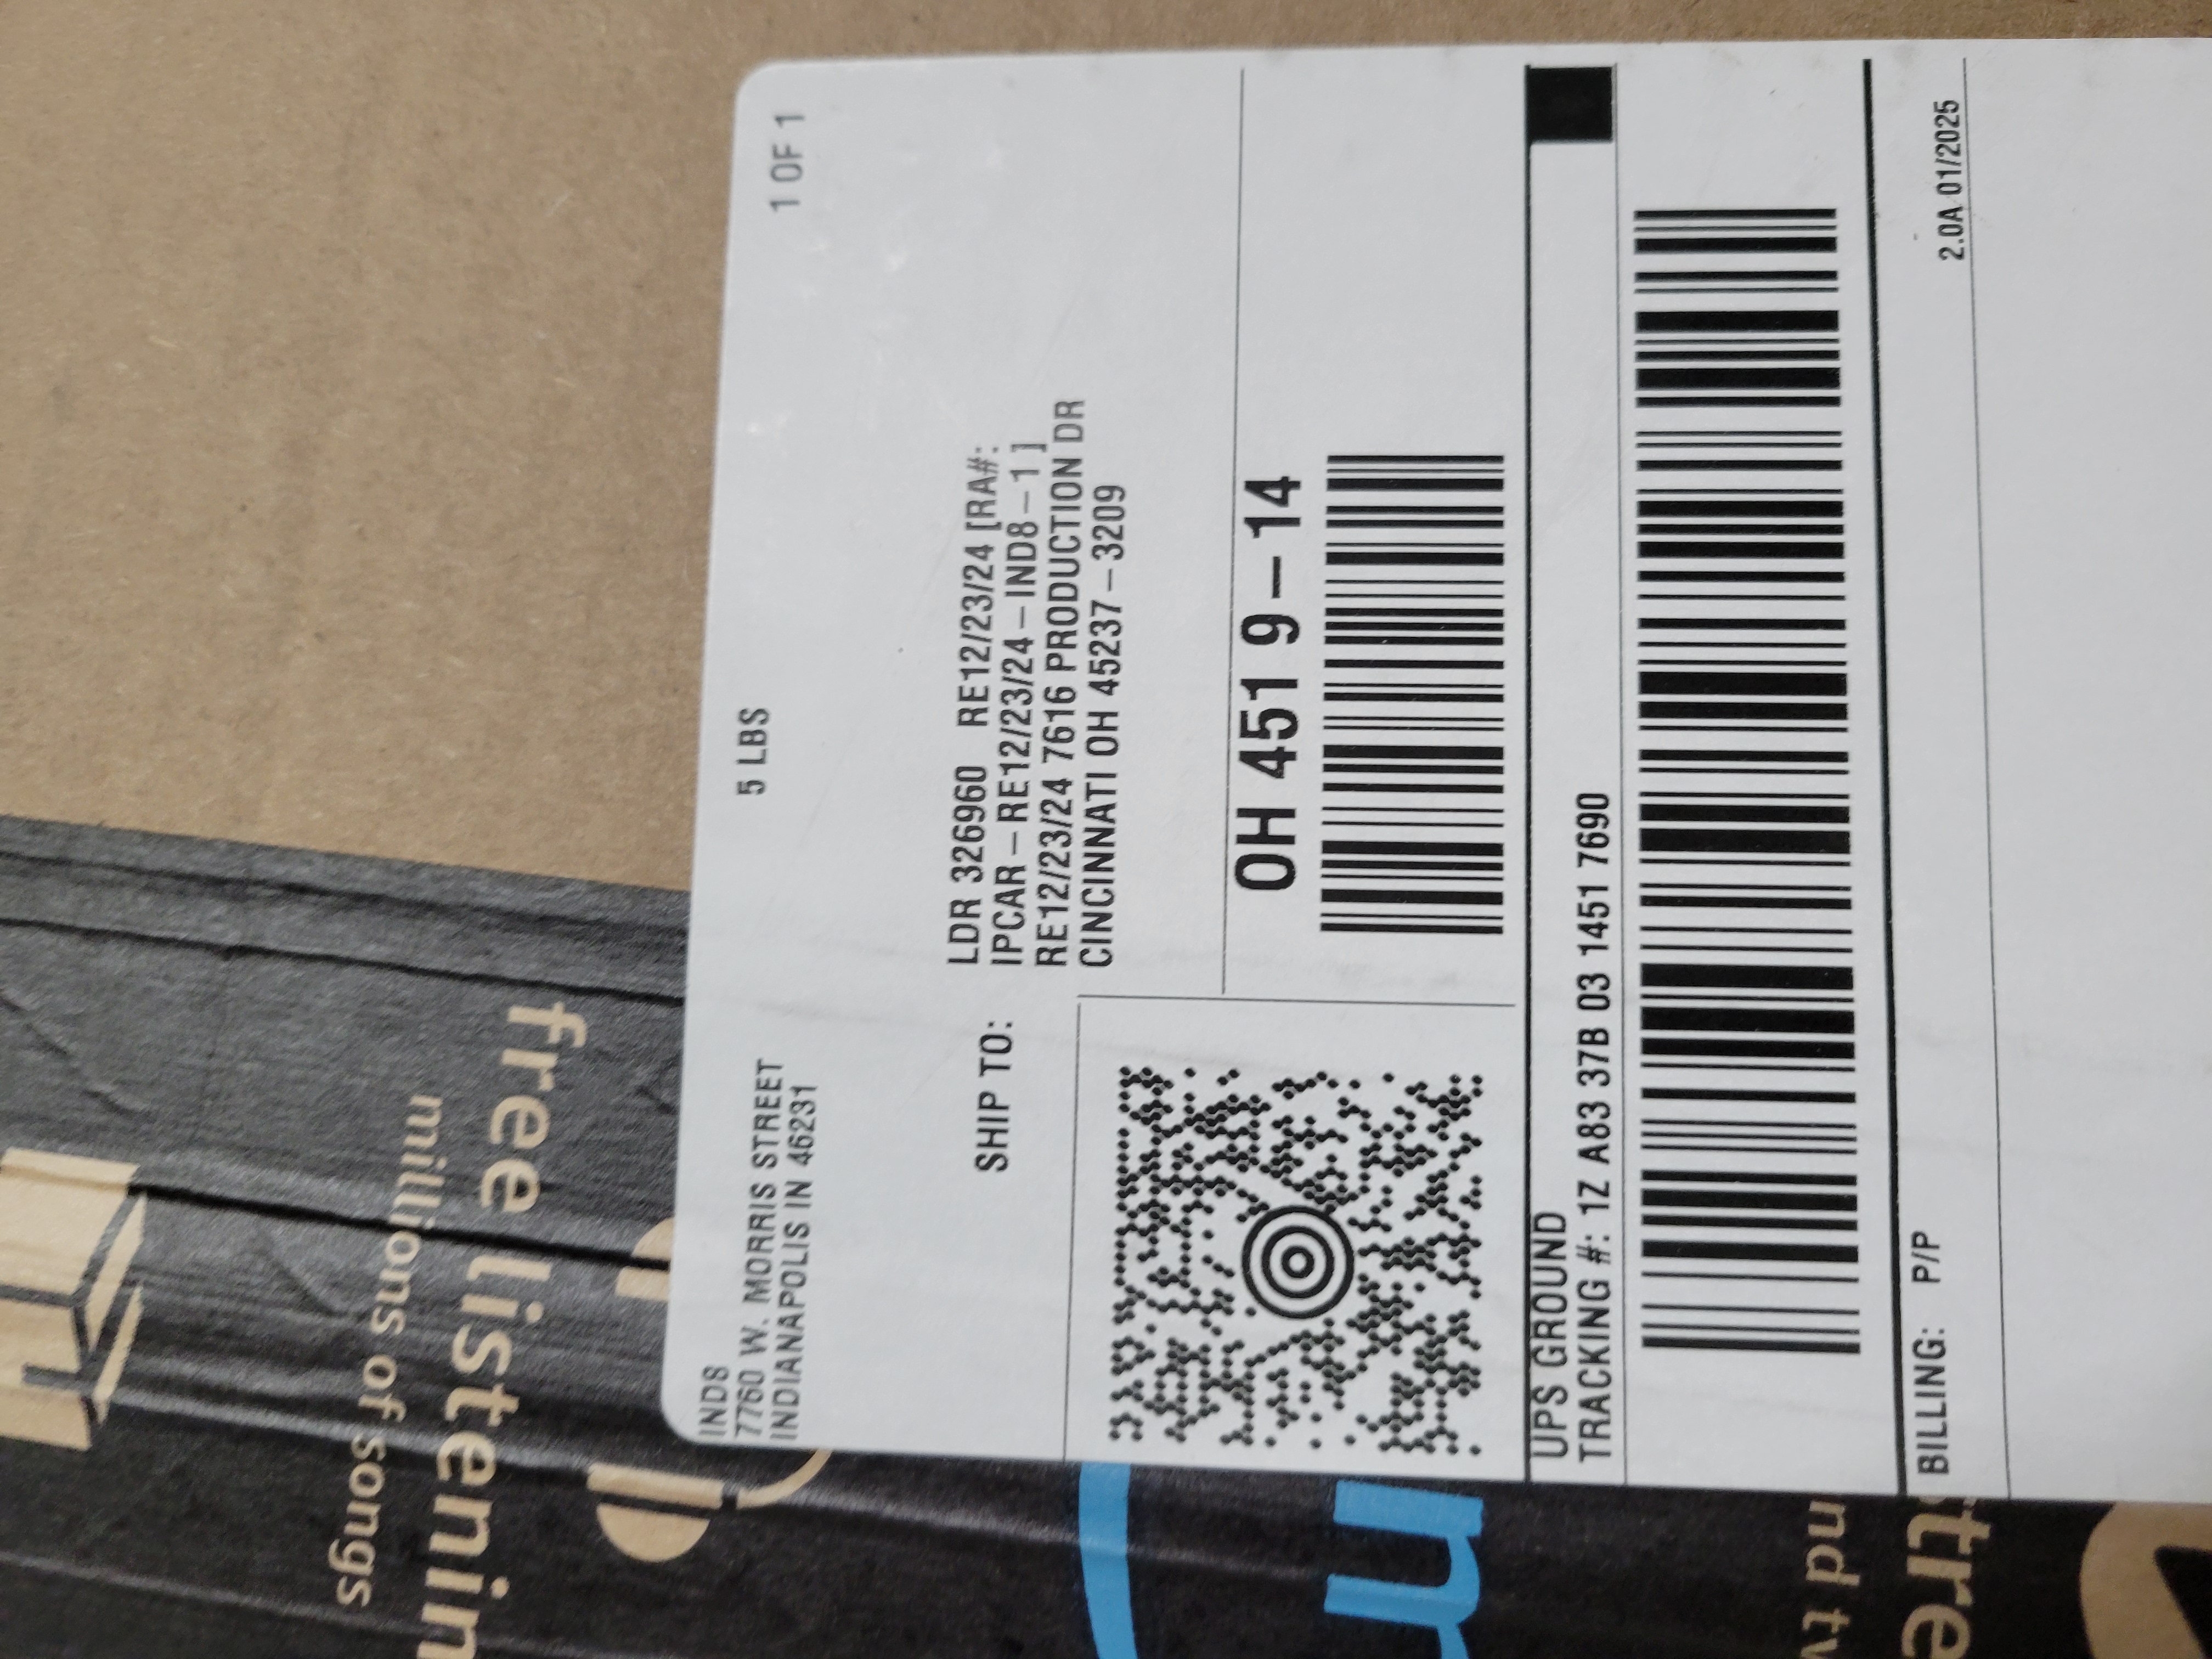 IND8
7760 W. MORRIS STREET
INDIANAPOLIS IN 46231
5 LBS
1 OF 1
SHIP TO:
LDR 326960 RE12/23/24 [RA#:
IPCAR-RE12/23/24-IND8-1]
RE12/23/24 7616 PRODUCTION DR
CINCINNATI OH 45237-3209
OH 451 9-14
UPS GROUND
TRACKING #: 1Z A83 37B 03 1451 7690
BILLING: P/P
2.0A 01/2025
free listenin
millions of songs
m
stre
nd tv